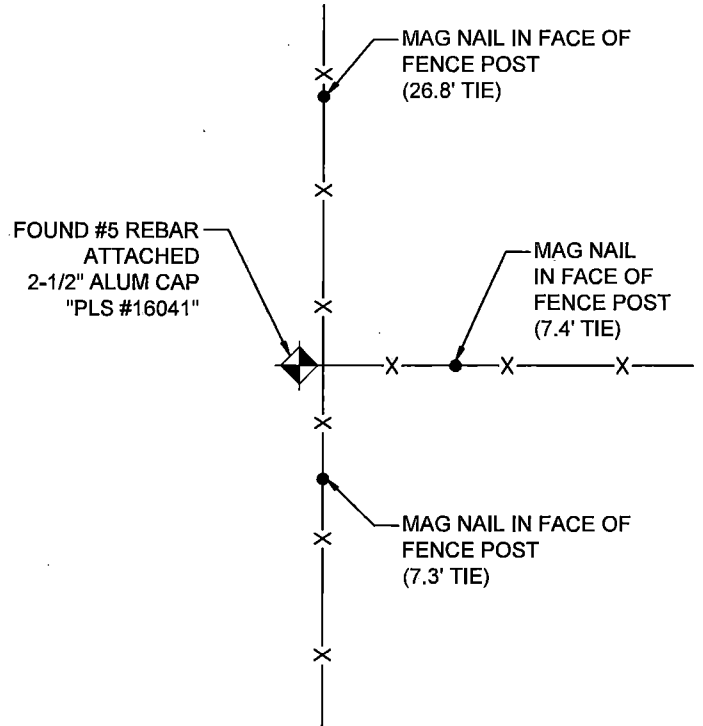 MAG NAIL IN FACE OF
FENCE POST
(26.8' TIE)
FOUND #5 REBAR
ATTACHED
2-1/2" ALUM CAP
"PLS #16041"
MAG NAIL
IN FACE OF
FENCE POST
(7.4' TIE)
MAG NAIL IN FACE OF
FENCE POST
(7.3' TIE)